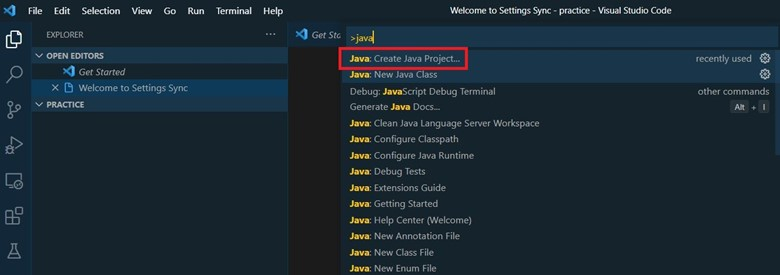 File Edit Selection View Go Run Terminal Help Welcome to Settings Sync - practice - Visual Studio Code
EXPLORER
OPEN EDITORS
Get Started
Welcome to Settings Sync
PRACTICE
Get Sta
>java
Java: Create Java Project... recently used
Java: New Java Class
Debug: JavaScript Debug Terminal other commands
Generate Java Docs... Alt + I
Java: Clean Java Language Server Workspace
Java: Configure Classpath
Java: Configure Java Runtime
Java: Debug Tests
Java: Extensions Guide
Java: Getting Started
Java: Help Center (Welcome)
Java: New Annotation File
Java: New Class File
Java: New Enum File